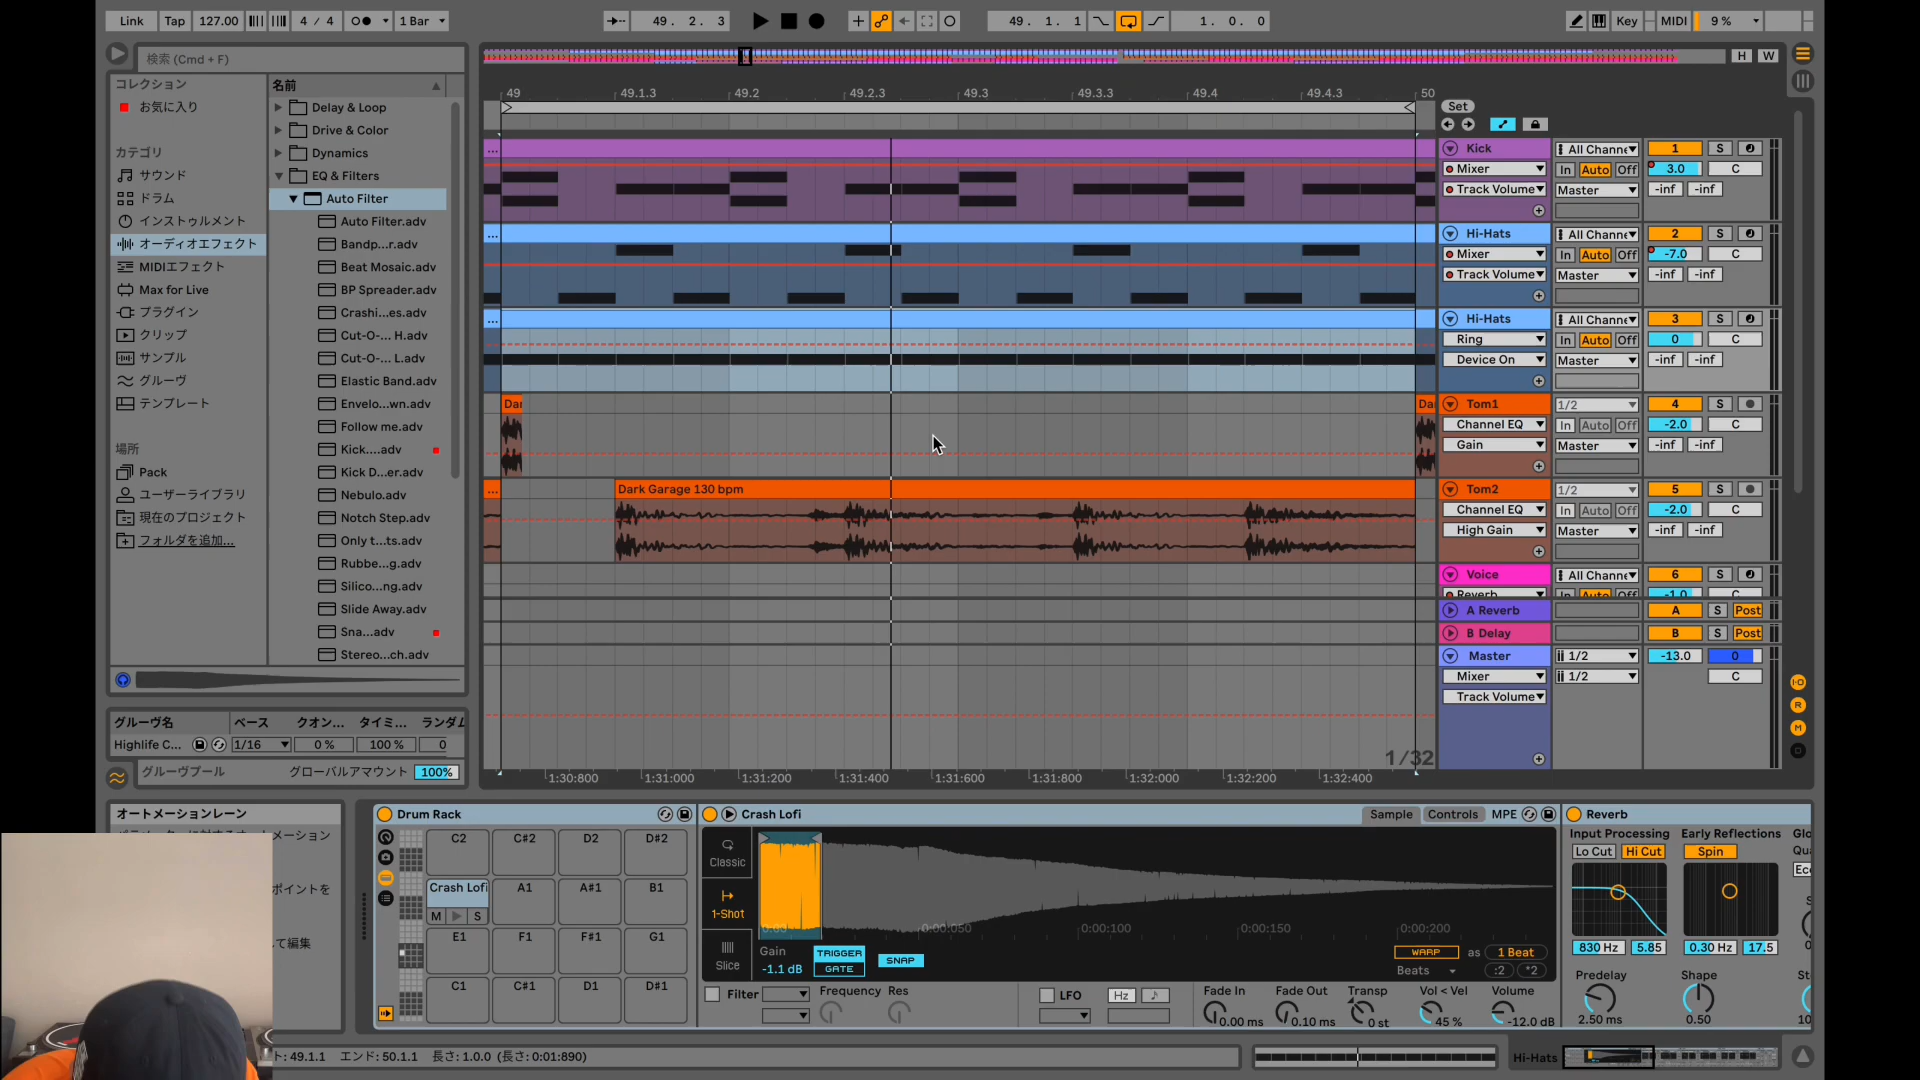 Link Tap 127.00 4 / 4 1 Bar 49. 2. 3 49. 1. 1 1. 0. 0 Key MIDI 9 %
検索 (Cmd + F) H W
コレクション 名前
お気に入り
カテゴリ
サウンド
ドラム
インストゥルメント
オーディオエフェクト
MIDIエフェクト
Max for Live
プラグイン
クリップ
サンプル
グルーヴ
テンプレート
場所
Pack
ユーザーライブラリ
現在のプロジェクト
フォルダを追加...
Delay & Loop
Drive & Color
Dynamics
EQ & Filters
Auto Filter
Auto Filter.adv
Bandp...r.adv
Beat Mosaic.adv
BP Spreader.adv
Crashi...es.adv
Cut-O-... H.adv
Cut-O-... L.adv
Elastic Band.adv
Envelo...wn.adv
Follow me.adv
Kick....adv
Kick D...er.adv
Nebulo.adv
Notch Step.adv
Only t...ts.adv
Rubbe...g.adv
Silico...ng.adv
Slide Away.adv
Sna...adv
Stereo...ch.adv
49 49.1.3 49.2 49.2.3 49.3 49.3.3 49.4 49.4.3 50
Set
Kick All Channe 1 S
Mixer In Auto Off 3.0 C
Track Volume Master -inf -inf
Hi-Hats All Channe 2 S
Mixer In Auto Off -7.0 C
Track Volume Master -inf -inf
Hi-Hats All Channe 3 S
Ring In Auto Off 0 C
Device On Master -inf -inf
Dar Dar Tom1 1/2 4 S
Channel EQ In Auto Off -2.0 C
Gain Master -inf -inf
Dark Garage 130 bpm Tom2 1/2 5 S
Channel EQ In Auto Off -2.0 C
High Gain Master -inf -inf
Voice All Channe 6 S
Reverb In Auto Off -1.0 C
A Reverb A S Post
B Delay B S Post
Master 1/2 -13.0 0
Mixer 1/2 C
Track Volume
1/32
1:30:800 1:31:000 1:31:200 1:31:400 1:31:600 1:31:800 1:32:000 1:32:200 1:32:400
グルーヴ名 ベース クオン... タイミ... ランダム
Highlife C... 1/16 0 % 100 % 0
グルーヴプール グローバルアマウント 100%
オートメーションレーン
ポイントを
して編集
Drum Rack
C2 C#2 D2 D#2
Crash Lofi A1 A#1 B1
M S
E1 F1 F#1 G1
C1 C#1 D1 D#1
Crash Lofi Sample Controls MPE
Classic
1-Shot
Slice
0:00:050 0:00:100 0:00:150 0:00:200
Gain TRIGGER SNAP WARP as 1 Beat
-1.1 dB GATE Beats :2 *2
Filter Frequency Res LFO Hz Fade In Fade Out Transp Vol < Vel Volume
0.00 ms 0.10 ms 0 st 45 % -12.0 dB
Reverb
Input Processing Early Reflections
Lo Cut Hi Cut Spin
830 Hz 5.85 0.30 Hz 17.5
Predelay Shape
2.50 ms 0.50
ト: 49.1.1 エンド: 50.1.1 長さ: 1.0.0 (長さ: 0:01:890) Hi-Hats